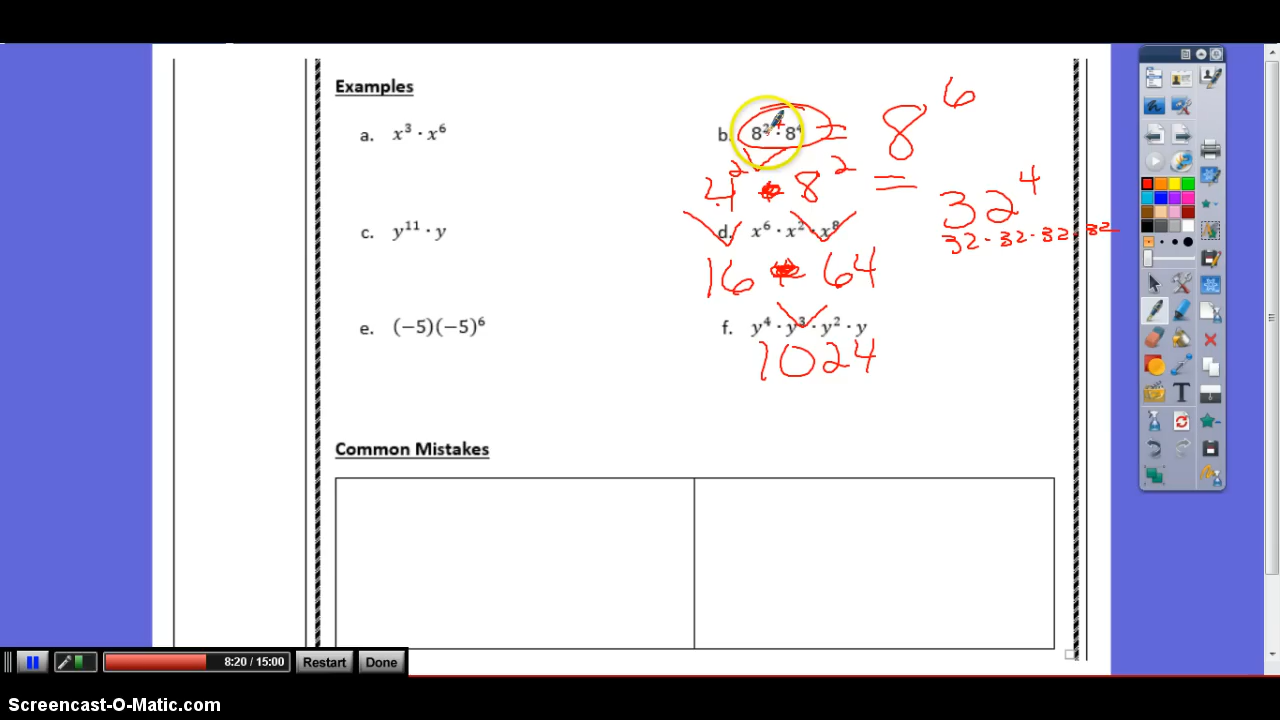 Examples
a. x³ · x⁶
b. 8² · 8⁴ = 8⁶
4² • 8² = 32⁴
32 · 32 · 32 · 32
c. y¹¹ · y
d. x⁶ · x² · x⁸
16 • 64
e. (−5)(−5)⁶
f. y⁴ · y³ · y² · y
1024
Common Mistakes
8:20 / 15:00 Restart Done
Screencast-O-Matic.com